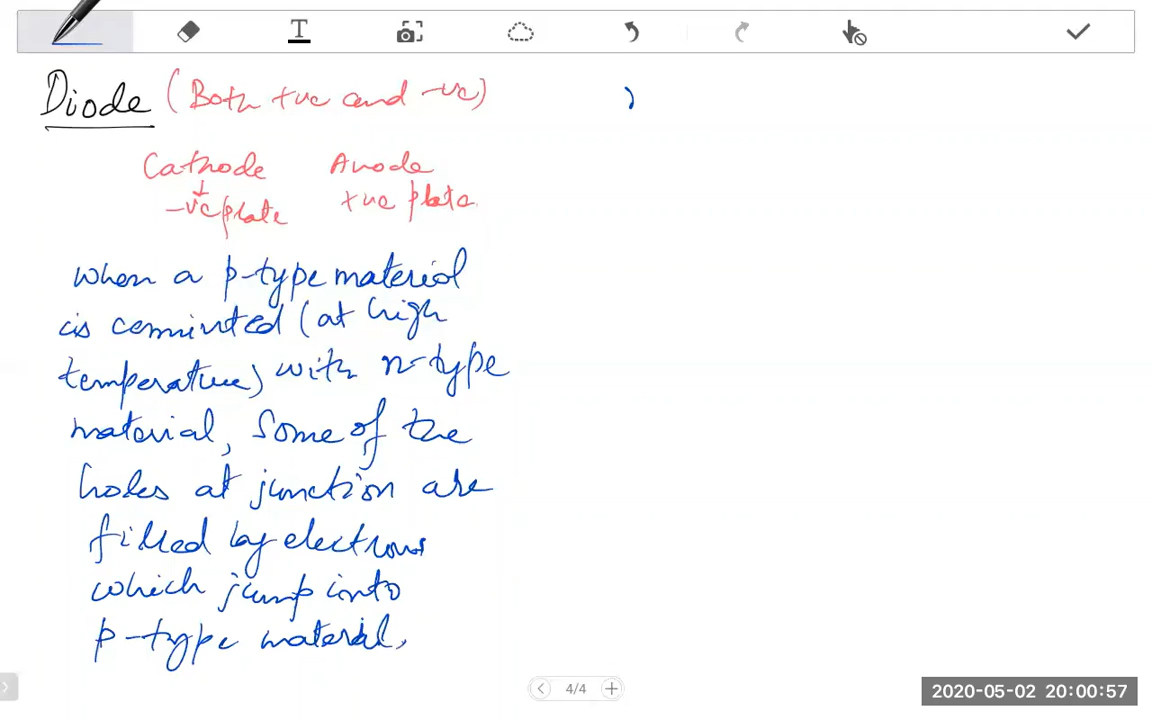 T
Diode (Both +ve and -ve)
Cathode Anode
-ve plate +ve plate
when a p-type material
is ceminted (at high
temperature) with n-type
material, Some of the
holes at junction are
filled by electrons
which jump into
p-type material,
4/4
2020-05-02 20:00:57